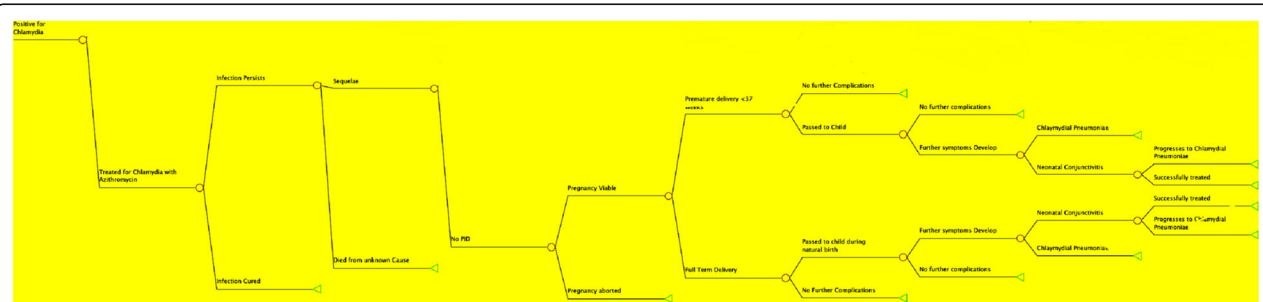 Positive for
Chlamydia
Treated for Chlamydia with
Azithromycin
Infection Persists
Infection Cured
Sequelae
Died from unknown Cause
No PID
Pregnancy Viable
Pregnancy aborted
Premature delivery <37
Full Term Delivery
No further Complications
Passed to Child
Passed to child during
natural birth
No Further Complications
No further complications
Further symptoms Develop
Further symptoms Develop
No further complications
Chlaymydial Pneumoniae
Neonatal Conjunctivitis
Neonatal Conjunctivitis
Chlaymydial Pneumoniae
Progresses to Chlamydial
Pneumoniae
Successfully treated
Successfully treated
Progresses to Chlamydial
Pneumoniae